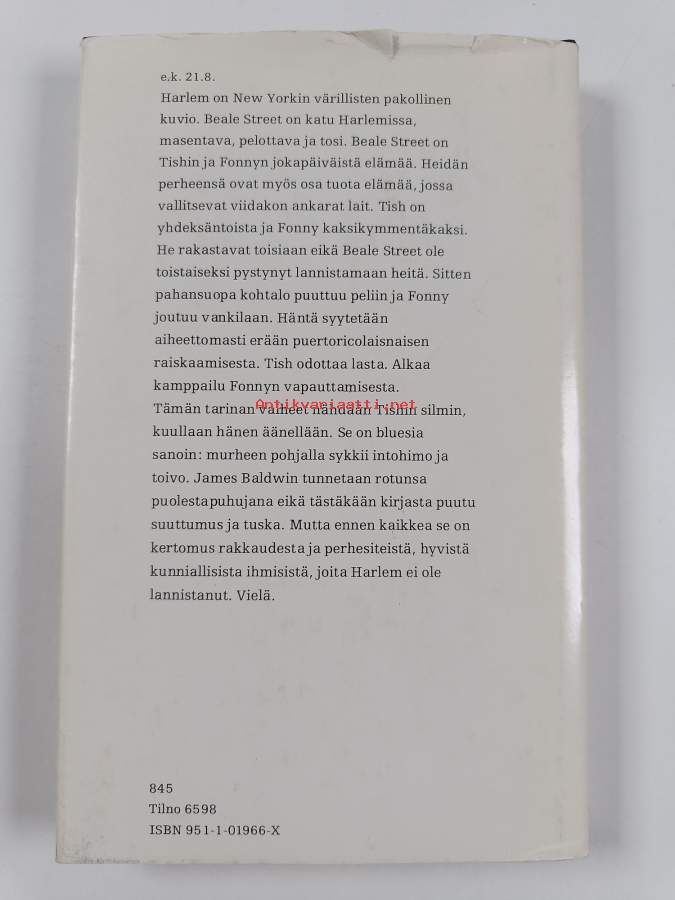 e.k. 21.8.
Harlem on New Yorkin värillisten pakollinen
kuvio. Beale Street on katu Harlemissa,
masentava, pelottava ja tosi. Beale Street on
Tishin ja Fonnyn jokapäiväistä elämää. Heidän
perheensä ovat myös osa tuota elämää, jossa
vallitsevat viidakon ankarat lait. Tish on
yhdeksäntoista ja Fonny kaksikymmentäkaksi.
He rakastavat toisiaan eikä Beale Street ole
toistaiseksi pystynyt lannistamaan heitä. Sitten
pahansuopa kohtalo puuttuu peliin ja Fonny
joutuu vankilaan. Häntä syytetään
aiheettomasti erään puertoricolaisnaisen
raiskaamisesta. Tish odottaa lasta. Alkaa
kamppailu Fonnyn vapauttamisesta.
Antikvariaatti.net
Tämän tarinan vaiheet nähdään Tishin silmin,
kuullaan hänen äänellään. Se on bluesia
sanoin: murheen pohjalla sykkii intohimo ja
toivo. James Baldwin tunnetaan rotunsa
puolestapuhujana eikä tästäkään kirjasta puutu
suuttumus ja tuska. Mutta ennen kaikkea se on
kertomus rakkaudesta ja perhesiteistä, hyvistä
kunniallisista ihmisistä, joita Harlem ei ole
lannistanut. Vielä.
845
Tilno 6598
ISBN 951-1-01966-X